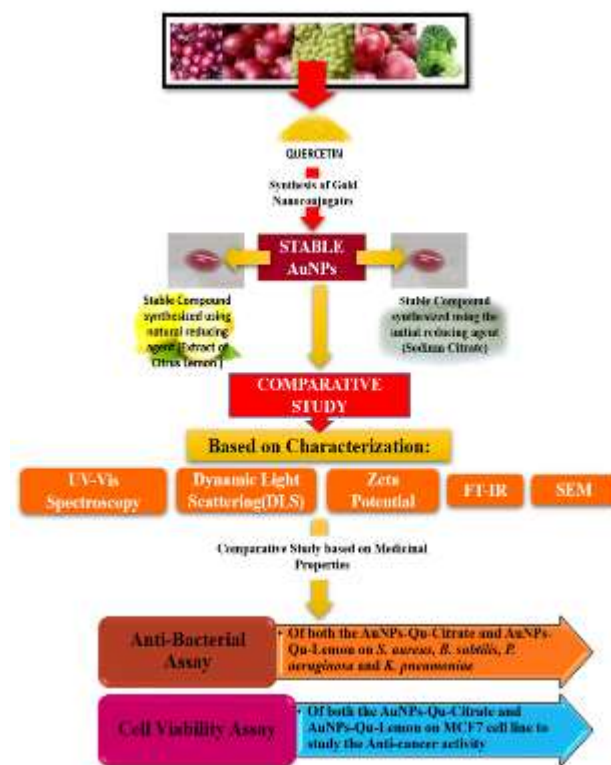 QUERCETIN
Synthesis of Gold
Nanoconjugates
STABLE
AuNPs
Stable Compound
synthesized using
natural reducing
agent (Extract of
Citrus Lemon )
Stable Compound
synthesized using the
initial reducing agent
(Sodium Citrate)
COMPARATIVE
STUDY
Based on Characterization:
UV-Vis
Spectroscopy
Dynamic Light
Scattering(DLS)
Zeta
Potential
FT-IR
SEM
Comparative Study based on Medicinal
Properties
Anti-Bacterial
Assay
• Of both the AuNPs-Qu-Citrate and AuNPs-
Qu-Lemon on S. aureus, B. subtilis, P.
aeruginosa and K. pneumoniae
Cell Viability Assay
• Of both the AuNPs-Qu-Citrate and
AuNPs-Qu-Lemon on MCF7 cell line to
study the Anti-cancer activity